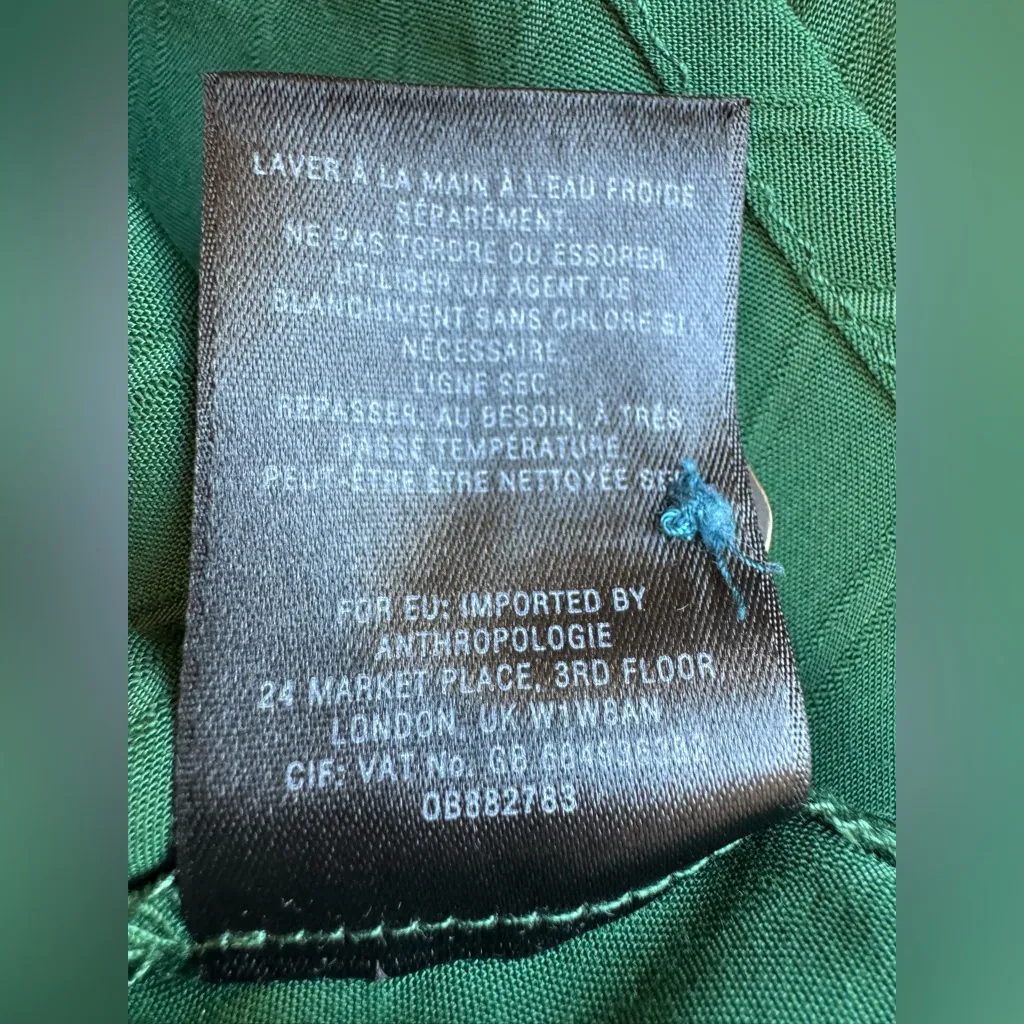 LAVER À LA MAIN À L'EAU FROIDE
SÉPARÉMENT.
NE PAS TORDRE OU ESSORER.
UTILISER UN AGENT DE
BLANCHIMENT SANS CHLORE SI
NÉCESSAIRE.
LIGNE SEC.
REPASSER, AU BESOIN, À TRÉS
BASSE TEMPÉRATURE
PEUT-ÊTRE ÊTRE NETTOYÉE
FOR EU: IMPORTED BY
ANTHROPOLOGIE
24 MARKET PLACE, 3RD FLOOR,
LONDON, UK W1W8AN
CIF: VAT No. GB